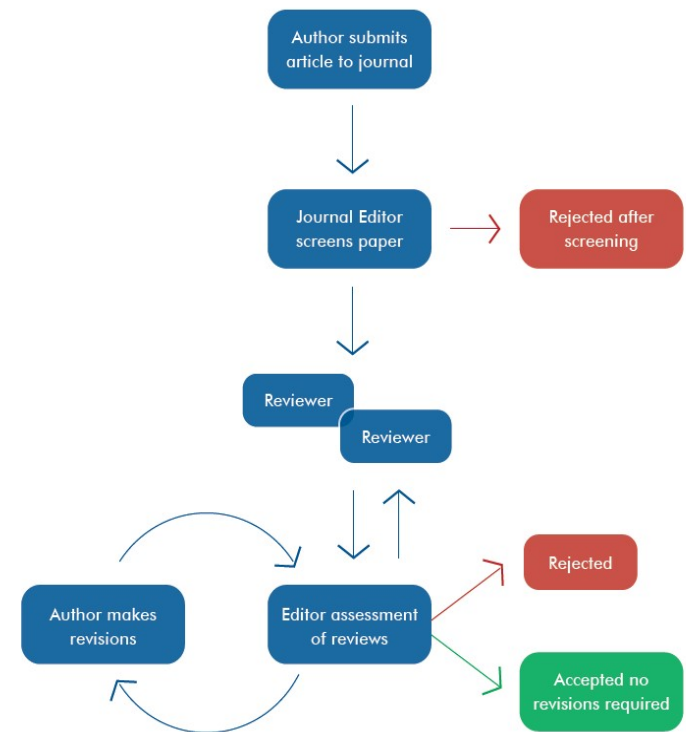 Author submits
article to journal
Journal Editor
screens paper
Rejected after
screening
Reviewer
Reviewer
Rejected
Author makes
revisions
Editor assessment
of reviews
Accepted no
revisions required